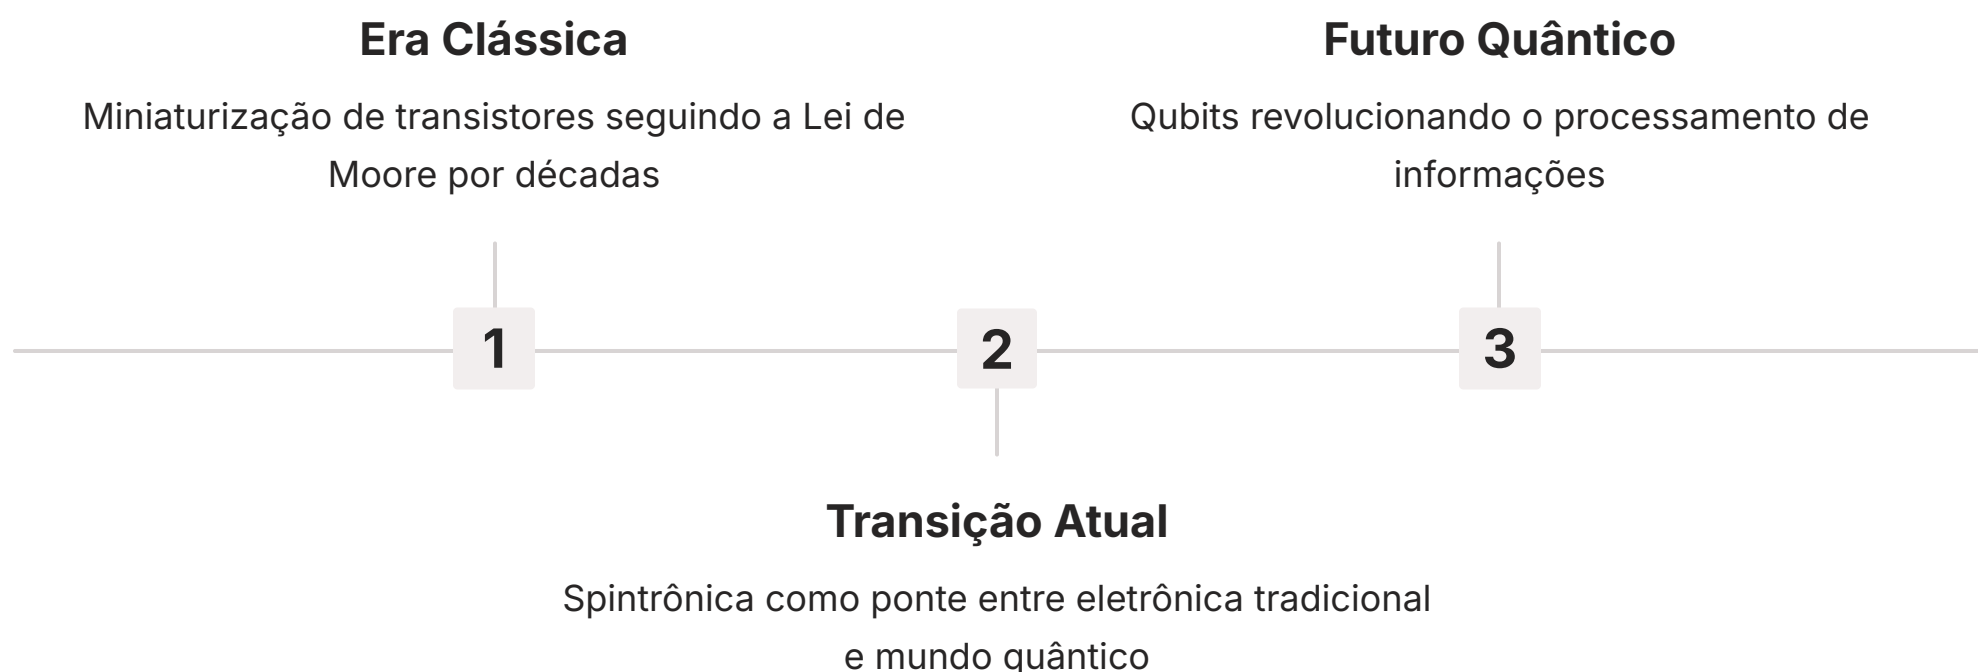 Era Clássica
Miniaturização de transistores seguindo a Lei de
Moore por décadas
Futuro Quântico
Qubits revolucionando o processamento de
informações
1
2
3
Transição Atual
Spintrônica como ponte entre eletrônica tradicional
e mundo quântico